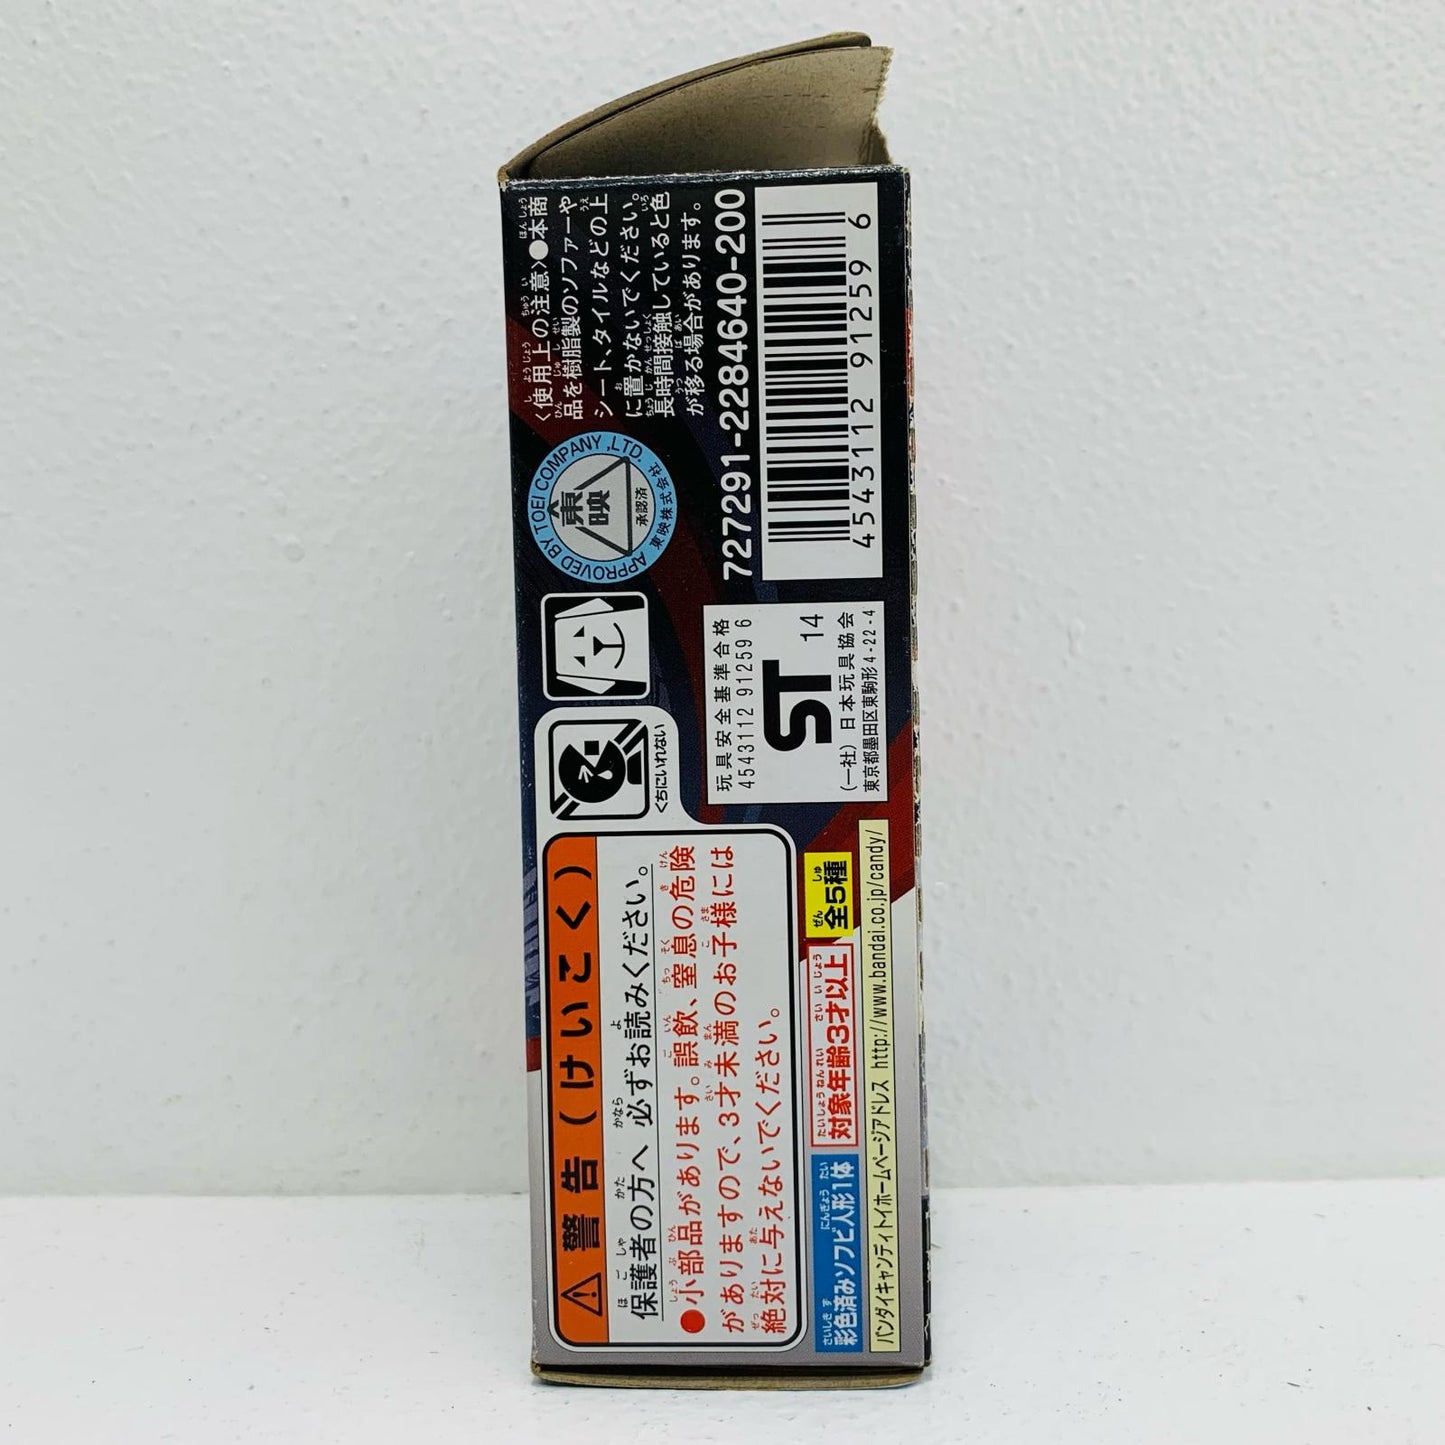 警告(けいこく)
保護者の方へ 必ずお読みください。
●小部品があります。誤飲、窒息の危険
がありますので、3才未満のお子様には
絶対に与えないでください。
彩色済みソフビ人形1体
対象年齢3才以上
全5種
バンダイキャンディトイホームページアドレス http://www.bandai.co.jp/candy/
くちにいれない
玩具安全基準合格
4543112 91259 6
ST 14
(一社) 日本玩具協会
東京都墨田区東駒形4-22-4
APPROVED BY TOEI COMPANY ,LTD.
東映
承認済
東映株式会社
<使用上の注意>●本商
品を樹脂製のソファーや
シート、タイルなどの上
に置かないでください。
長時間接触していると色
が移る場合があります。
727291-2284640-200
4543112 91259 6